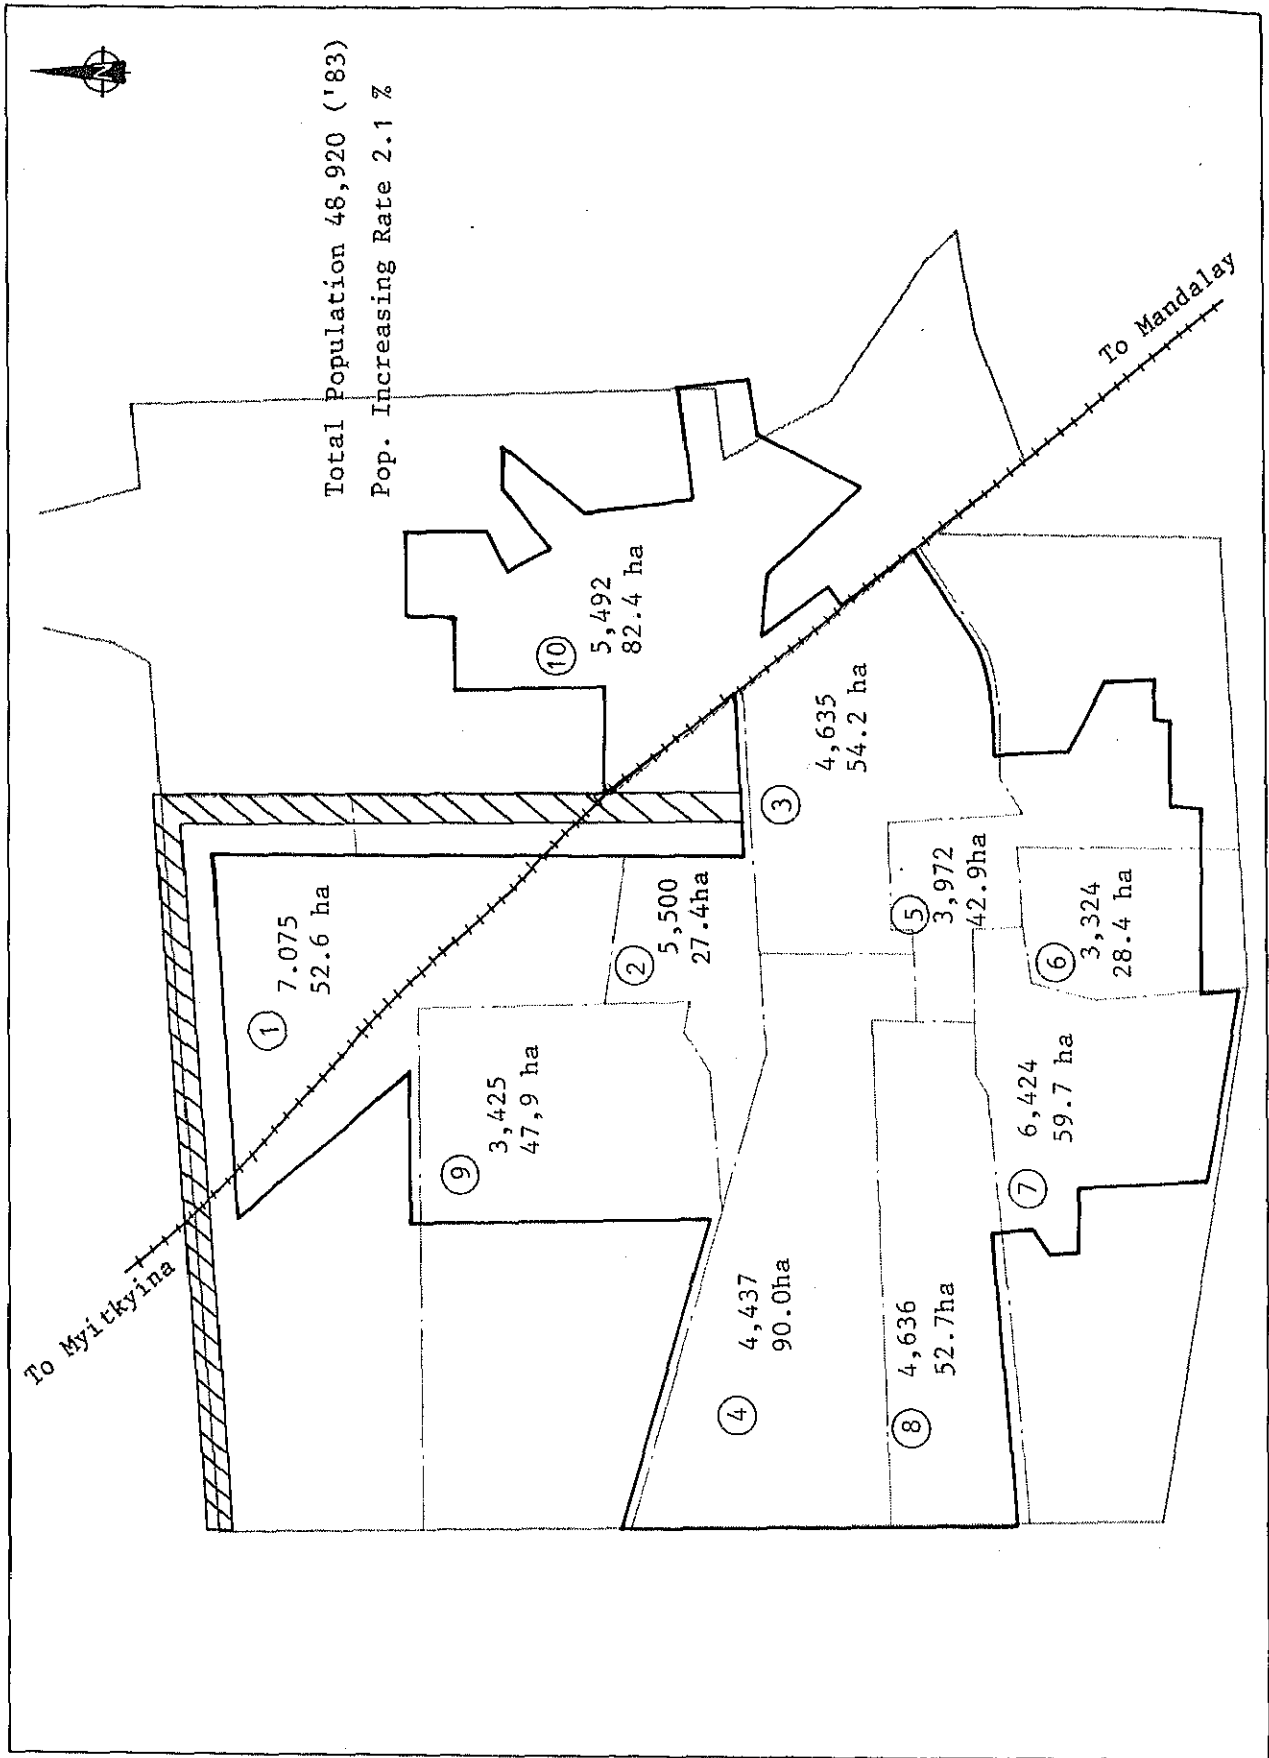 N
Total Population 48,920 ('83)
Pop. Increasing Rate 2.1 %
To Myitkyina
To Mandalay
1
7.075
52.6 ha
2
5,500
27.4ha
3
4,635
54.2 ha
4
4,437
90.0ha
5
3,972
42.9ha
6
3,324
28.4 ha
7
6,424
59.7 ha
8
4,636
52.7ha
9
3,425
47,9 ha
10
5,492
82.4 ha